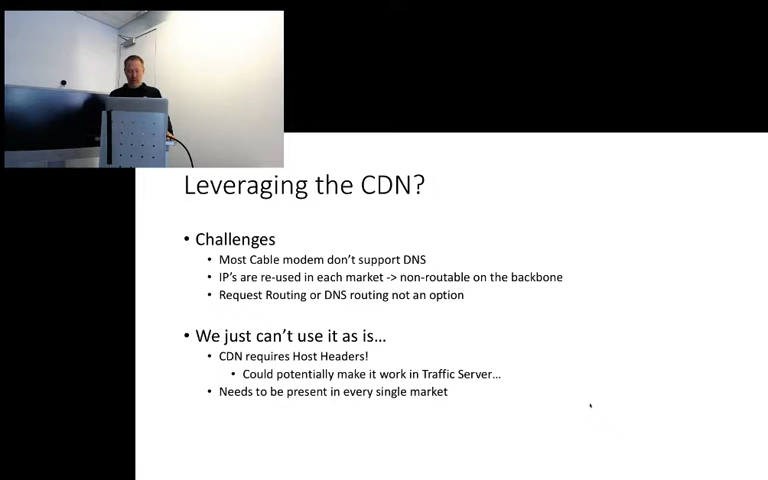 Leveraging the CDN?
• Challenges
• Most Cable modem don't support DNS
• IP's are re-used in each market -> non-routable on the backbone
• Request Routing or DNS routing not an option
• We just can't use it as is...
• CDN requires Host Headers!
• Could potentially make it work in Traffic Server...
• Needs to be present in every single market